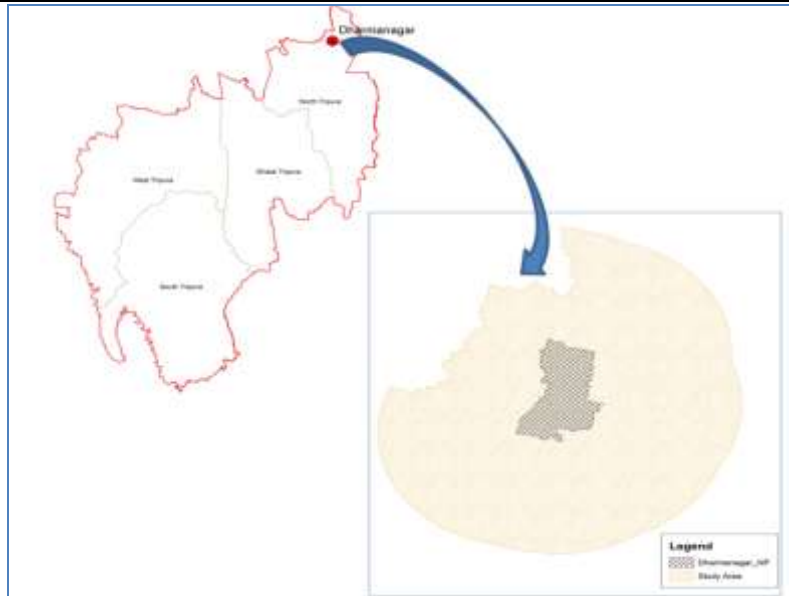 Dharmanagar
North Tripura
West Tripura
Dhalai Tripura
South Tripura
Legend
Dharmanagar_NP
Study Area